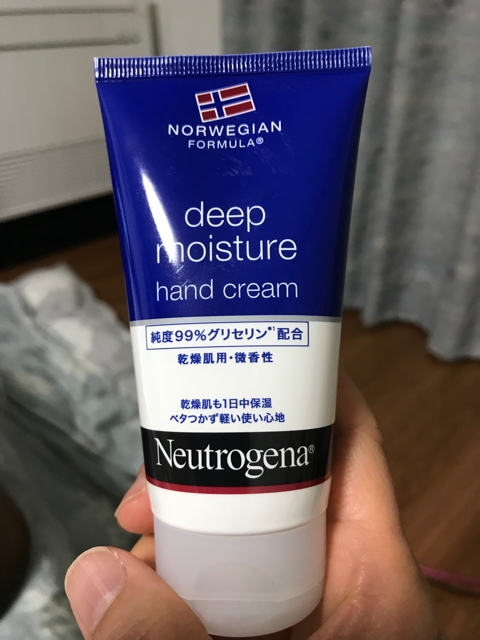 NORWEGIAN
FORMULA®
deep
moisture
hand cream
純度99%グリセリン*¹配合
乾燥肌用・微香性
乾燥肌も1日中保湿
ベタつかず軽い使い心地
Neutrogena®